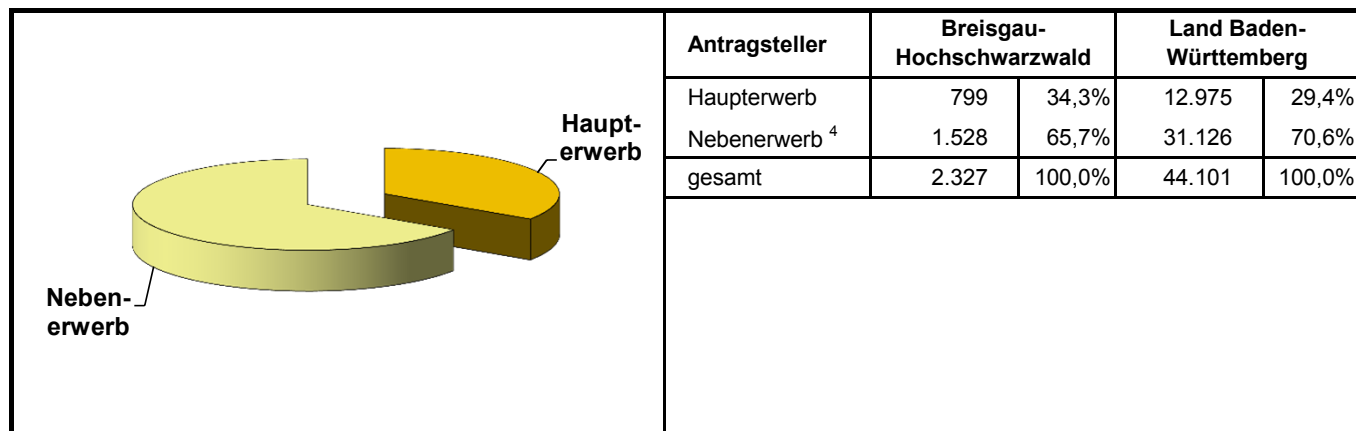 Haupt-
erwerb
Neben-
erwerb
Antragsteller Breisgau- Land Baden-
Hochschwarzwald Württemberg
Haupterwerb 799 34,3% 12.975 29,4%
Nebenerwerb 4 1.528 65,7% 31.126 70,6%
gesamt 2.327 100,0% 44.101 100,0%